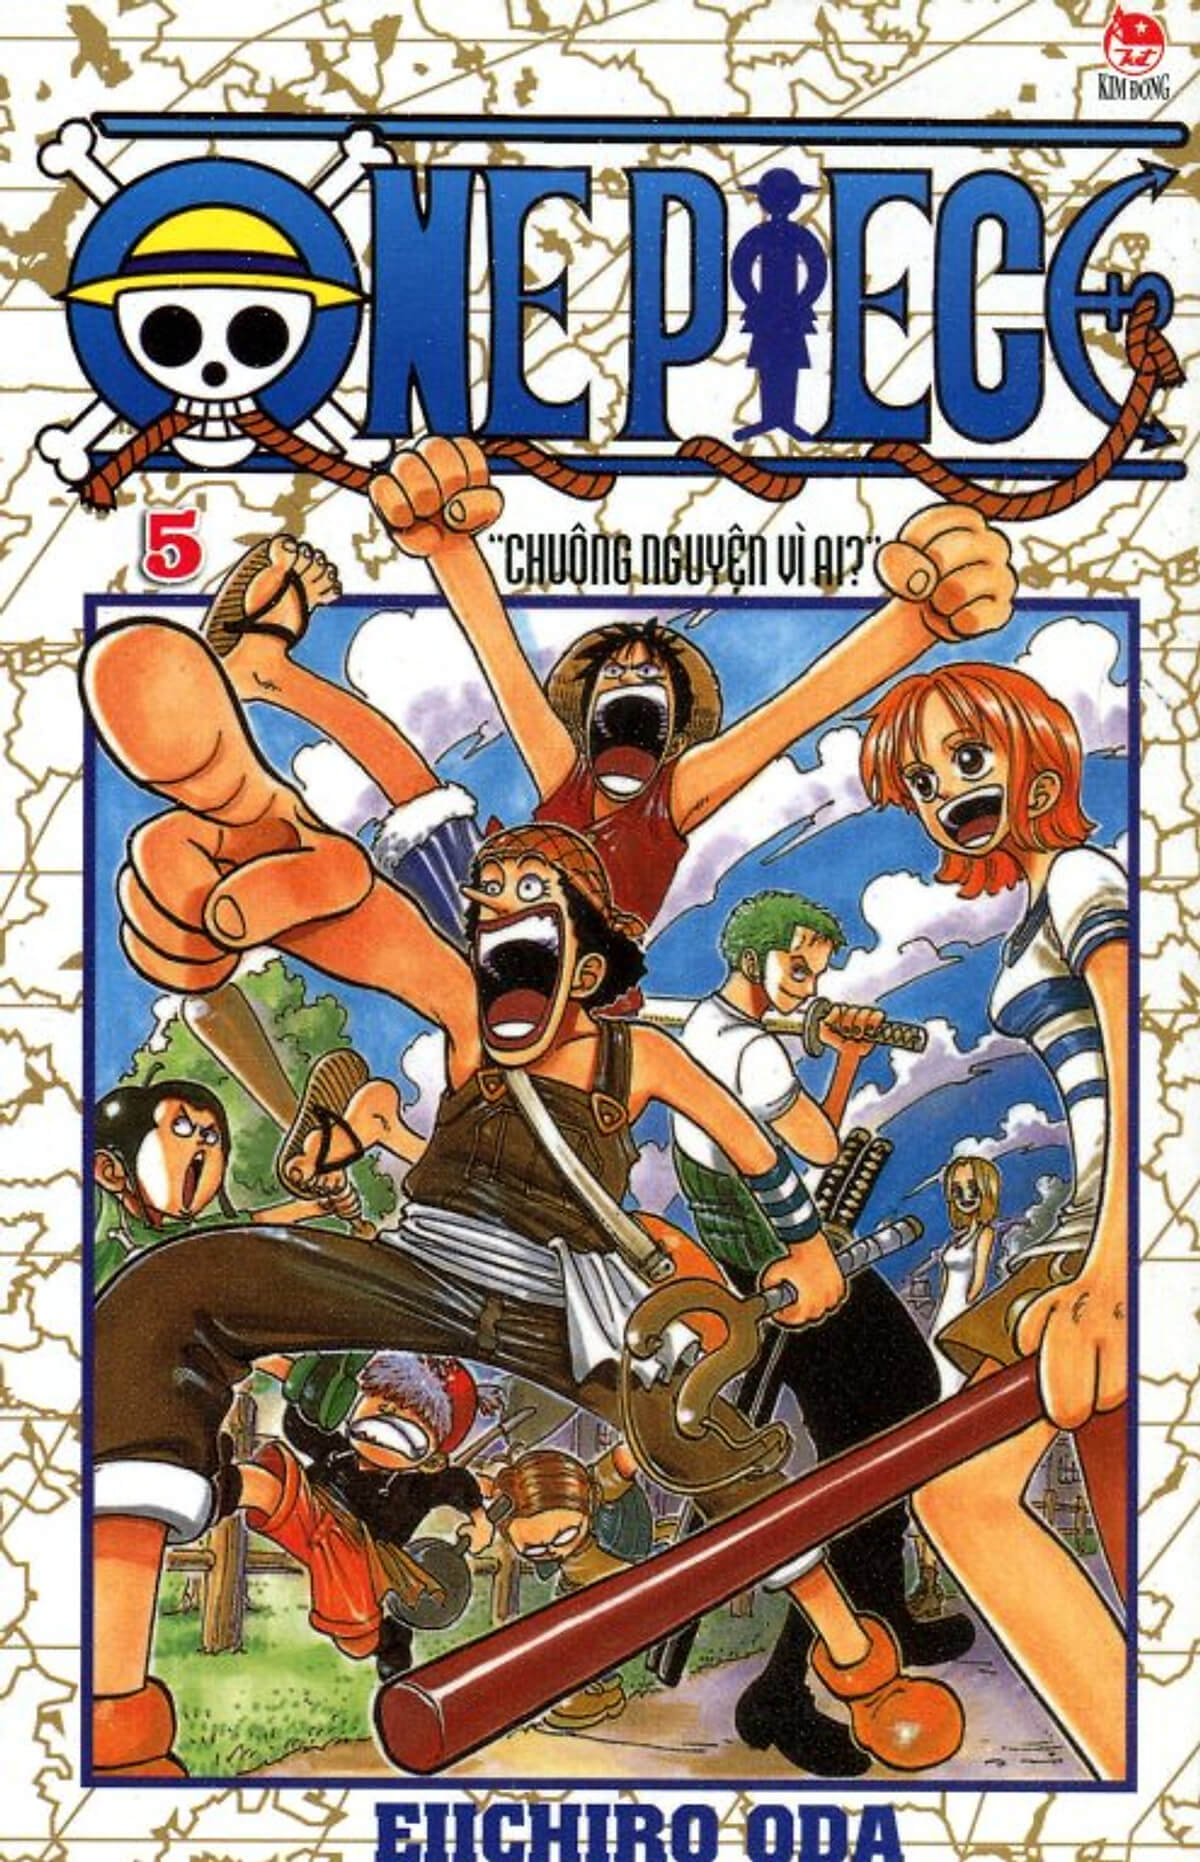 KIM ĐỒNG
ONE PIECE
5
"CHUÔNG NGUYỆN VÌ AI?"
EIICHIRO ODA